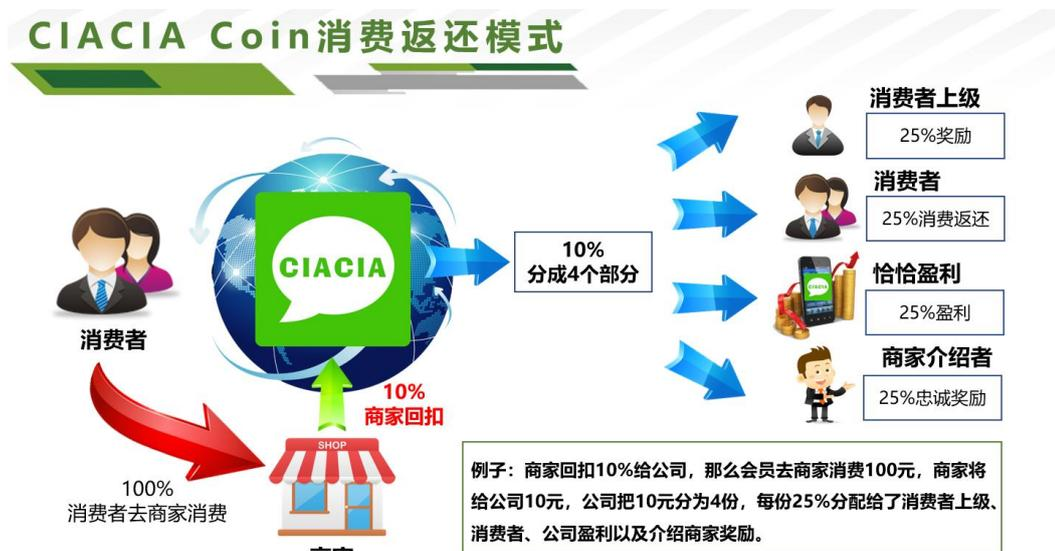 CIACIA Coin消费返还模式
消费者上级
25%奖励
消费者
25%消费返还
CIACIA
10%
分成4个部分
恰恰盈利
CIACIA
25%盈利
消费者
10%
商家回扣
商家介绍者
25%忠诚奖励
SHOP
100%
消费者去商家消费
例子：商家回扣10%给公司，那么会员去商家消费100元，商家将
给公司10元，公司把10元分为4份，每份25%分配给了消费者上级、
消费者、公司盈利以及介绍商家奖励。